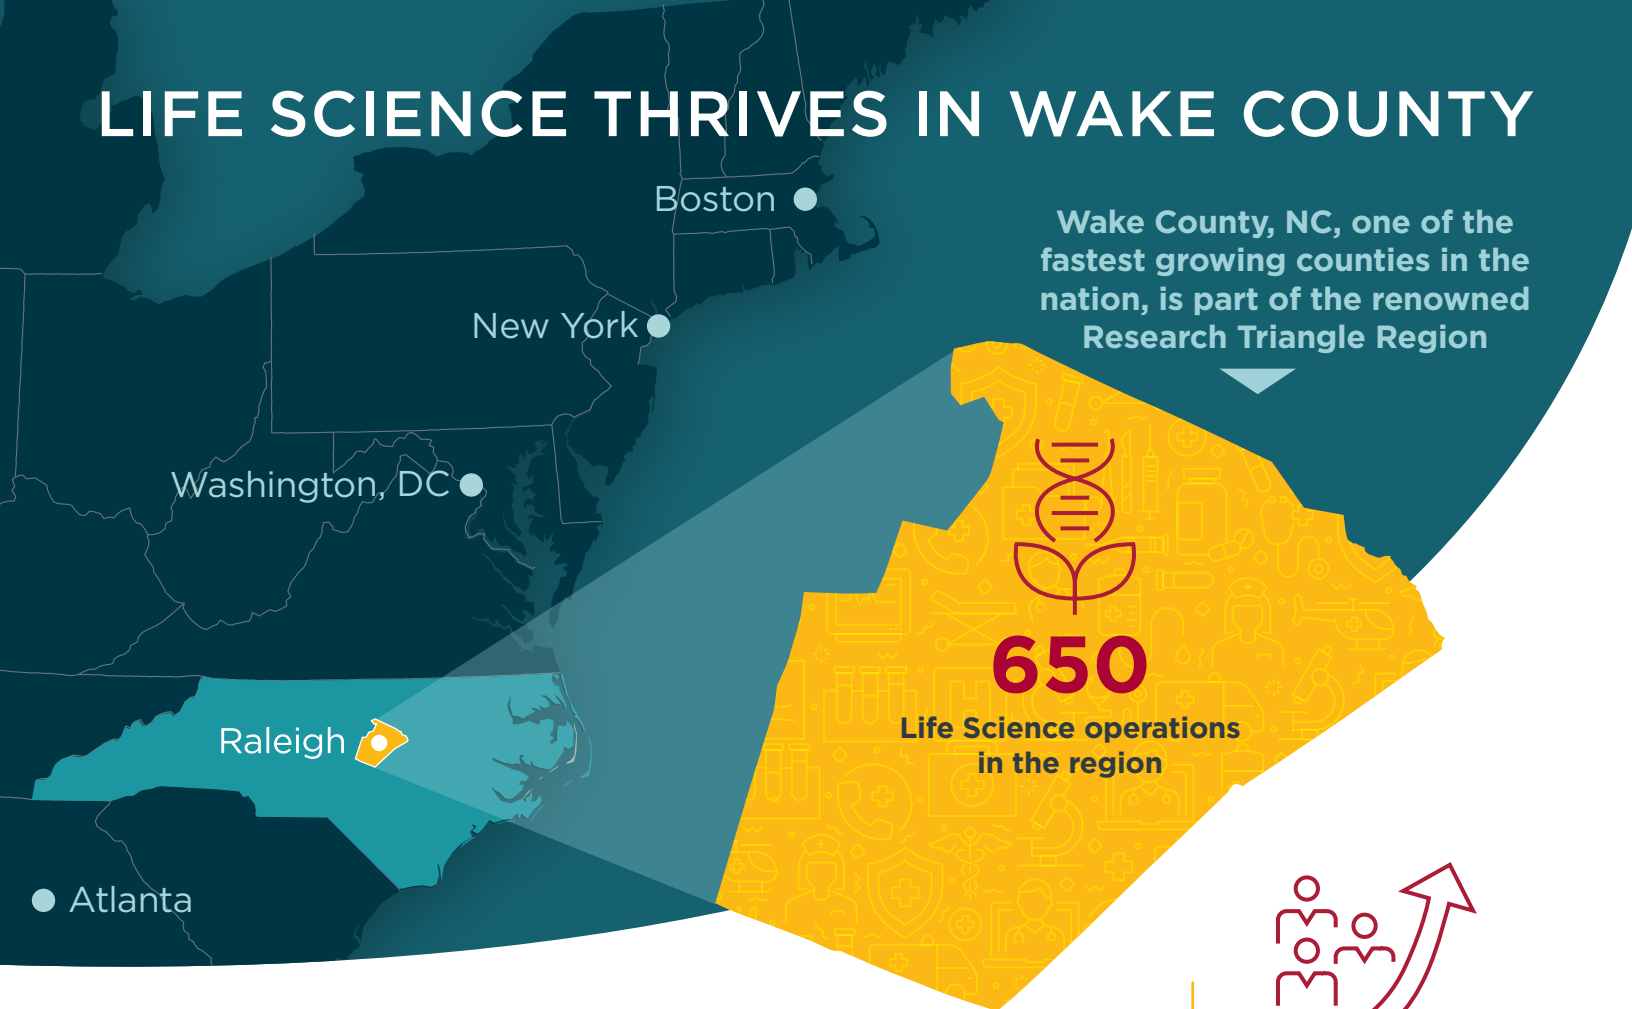 LIFE SCIENCE THRIVES IN WAKE COUNTY
Boston
Wake County, NC, one of the
fastest growing counties in the
nation, is part of the renowned
Research Triangle Region
New York
Washington, DC
650
Life Science operations
in the region
Raleigh
Atlanta